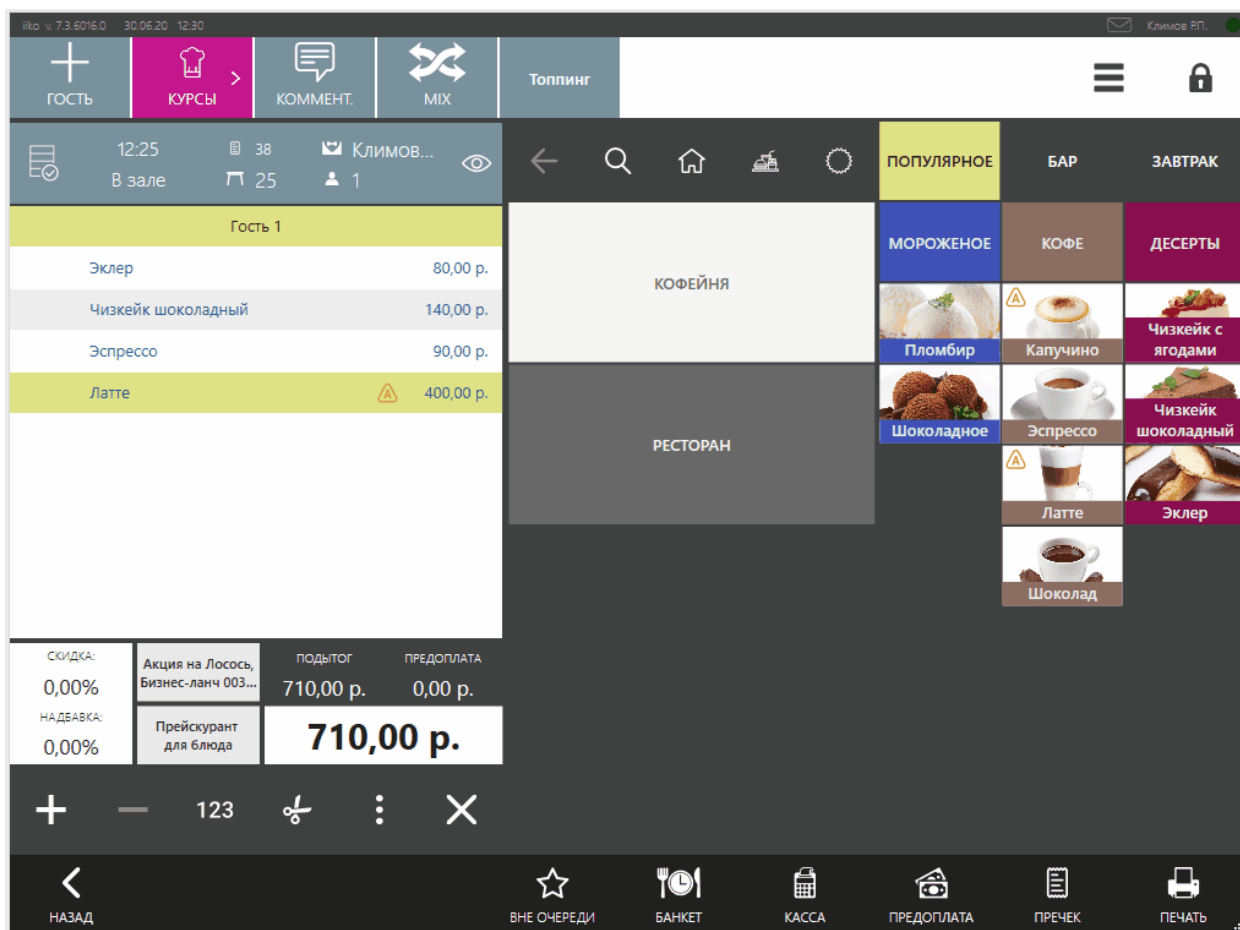 iiko v. 7.3.6016.0 30.06.20 12:30 Климов Р.П.
ГОСТЬ КУРСЫ КОММЕНТ. MIX Топпинг
12:25 38 Климов...
В зале 25 1
ПОПУЛЯРНОЕ БАР ЗАВТРАК
Гость 1
Эклер 80,00 р.
Чизкейк шоколадный 140,00 р.
Эспрессо 90,00 р.
Латте A 400,00 р.
КОФЕЙНЯ
РЕСТОРАН
МОРОЖЕНОЕ КОФЕ ДЕСЕРТЫ
A
Пломбир Капучино Чизкейк с
ягодами
Шоколадное Эспрессо Чизкейк
шоколадный
A
Латте Эклер
Шоколад
СКИДКА:
0,00%
НАДБАВКА:
0,00%
Акция на Лосось,
Бизнес-ланч 003...
Прейскурант
для блюда
ПОДЫТОГ ПРЕДОПЛАТА
710,00 р. 0,00 р.
710,00 р.
123
НАЗАД ВНЕ ОЧЕРЕДИ БАНКЕТ КАССА ПРЕДОПЛАТА ПРЕЧЕК ПЕЧАТЬ